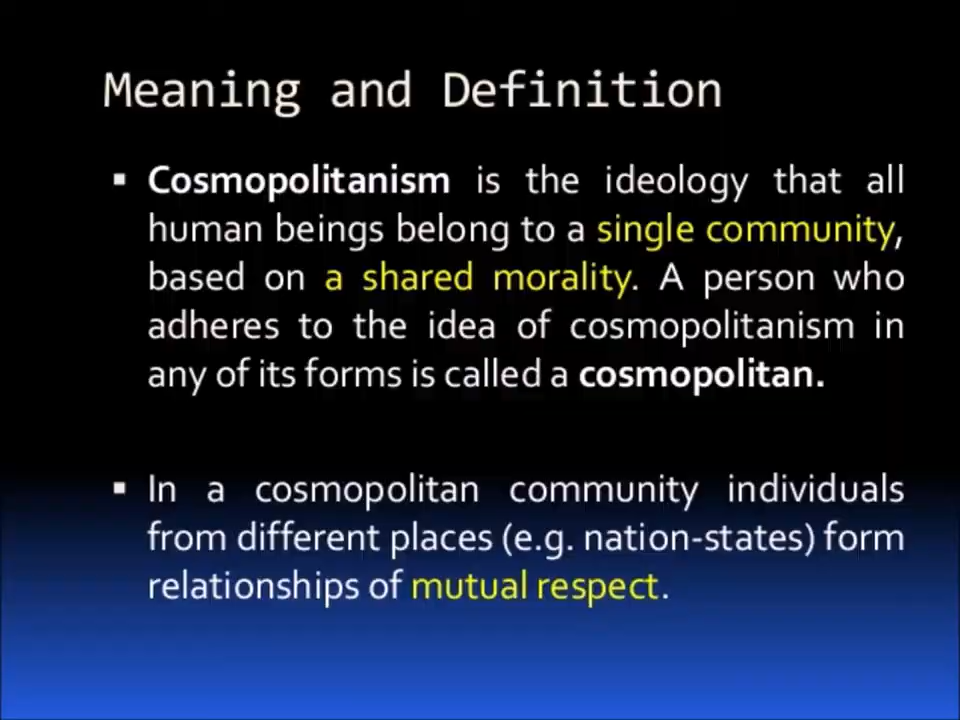 Meaning and Definition
▪ Cosmopolitanism is the ideology that all
human beings belong to a single community,
based on a shared morality. A person who
adheres to the idea of cosmopolitanism in
any of its forms is called a cosmopolitan.
▪ In a cosmopolitan community individuals
from different places (e.g. nation-states) form
relationships of mutual respect.